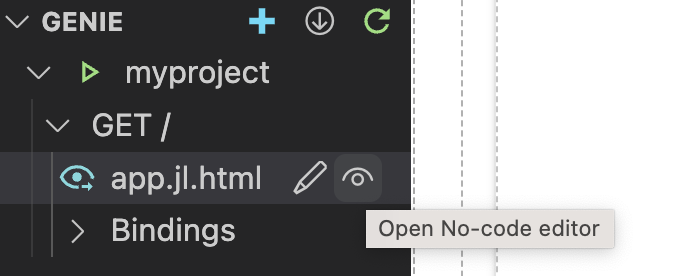 GENIE
myproject
GET /
app.jl.html
Open No-code editor
Bindings